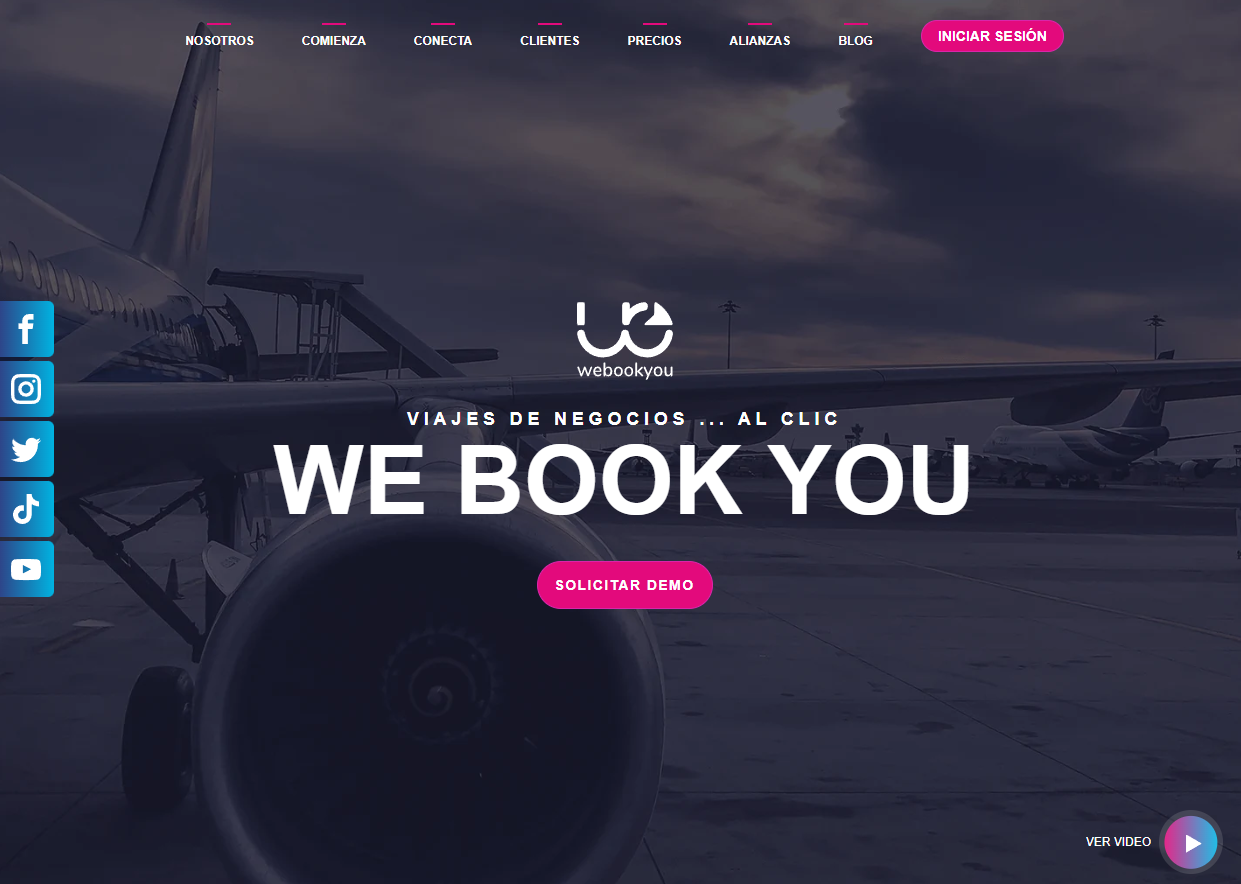 NOSOTROS COMIENZA CONECTA CLIENTES PRECIOS ALIANZAS BLOG INICIAR SESIÓN
webookyou
VIAJES DE NEGOCIOS ... AL CLIC
WE BOOK YOU
SOLICITAR DEMO
VER VIDEO